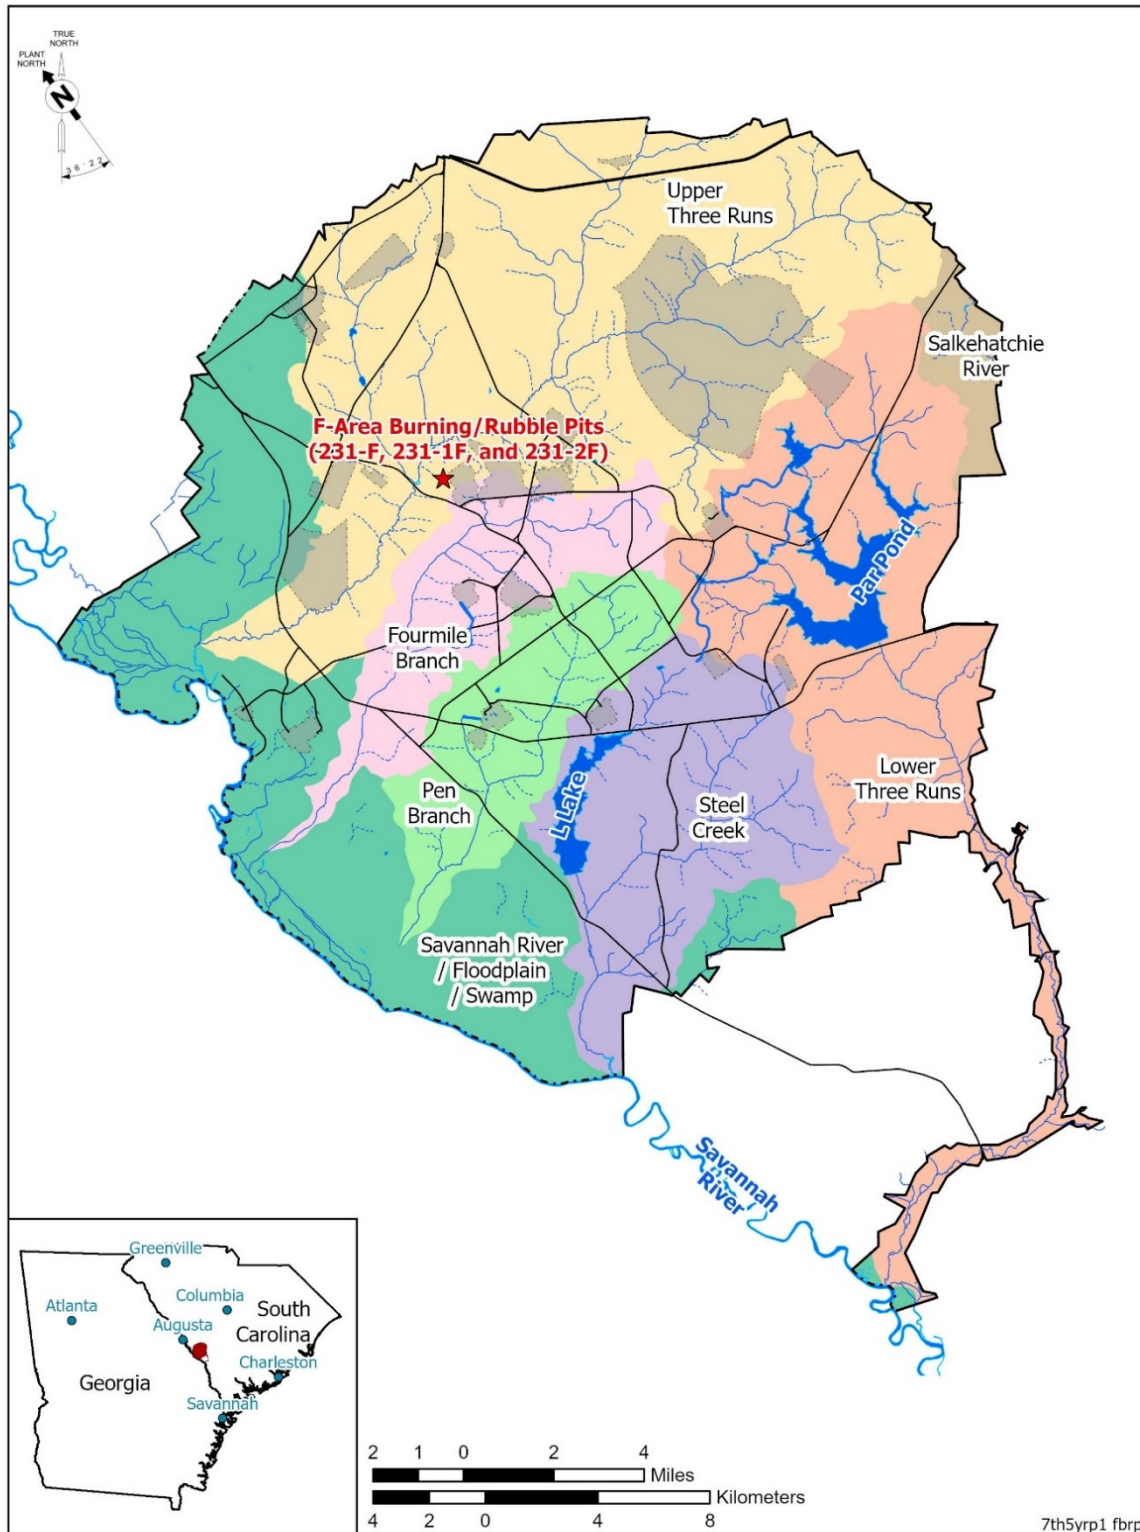 TRUE
NORTH
PLANT
NORTH
N
36°22'
Upper
Three Runs
Salkehatchie
River
F-Area Burning/Rubble Pits
(231-F, 231-1F, and 231-2F)
Par Pond
Fourmile
Branch
Lower
Three Runs
L Lake
Pen
Branch
Steel
Creek
Savannah River
/ Floodplain
/ Swamp
Savannah
River
Greenville
Atlanta
Columbia
South
Carolina
Augusta
Charleston
Georgia
Savannah
2 1 0 2 4
Miles
Kilometers
4 2 0 4 8
7th5yrp1 fbrp